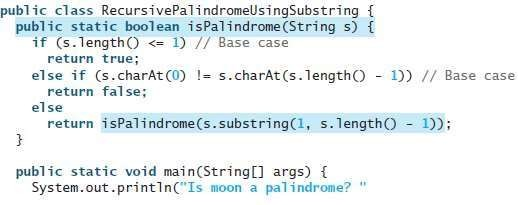 public class RecursivePalindromeUsingSubstring {
  public static boolean isPalindrome(String s) {
    if (s.length() <= 1) // Base case
      return true;
    else if (s.charAt(0) != s.charAt(s.length() - 1)) // Base case
      return false;
    else
      return isPalindrome(s.substring(1, s.length() - 1));
  }
  public static void main(String[] args) {
    System.out.println("Is moon a palindrome? "